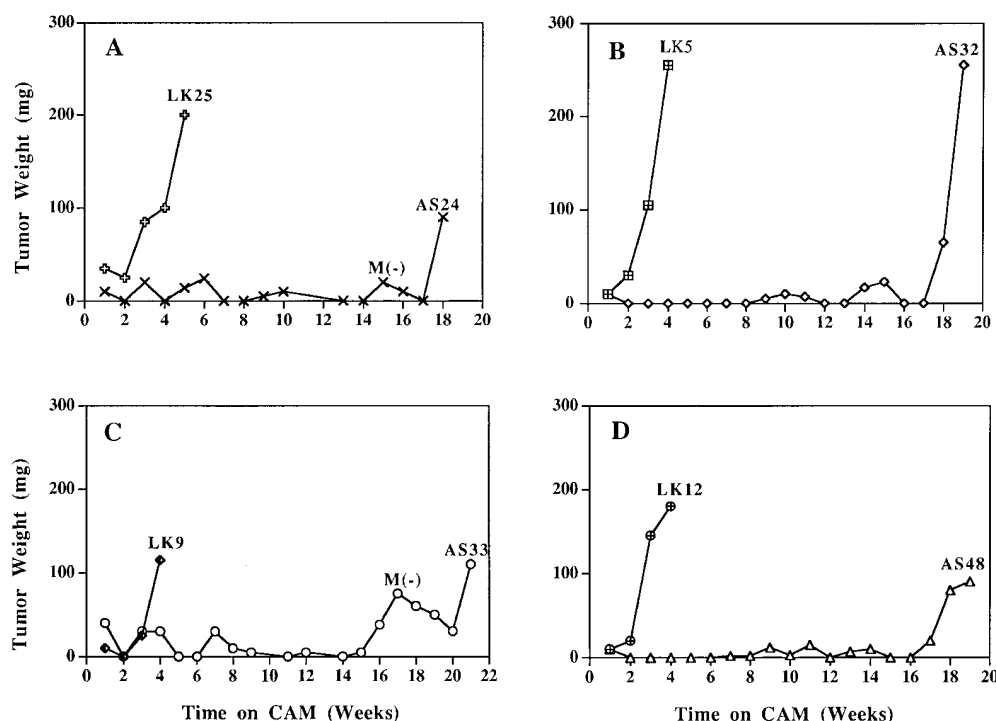 300
A
LK25
200
Tumor Weight (mg)
100
AS24
M(-)
0
0 2 4 6 8 10 12 14 16 18 20
300
B
LK5
AS32
200
100
0
0 2 4 6 8 10 12 14 16 18 20
300
C
200
Tumor Weight (mg)
LK9
AS33
100
M(-)
0
0 2 4 6 8 10 12 14 16 18 20 22
Time on CAM (Weeks)
300
D
LK12
200
100
AS48
0
0 2 4 6 8 10 12 14 16 18 20
Time on CAM (Weeks)